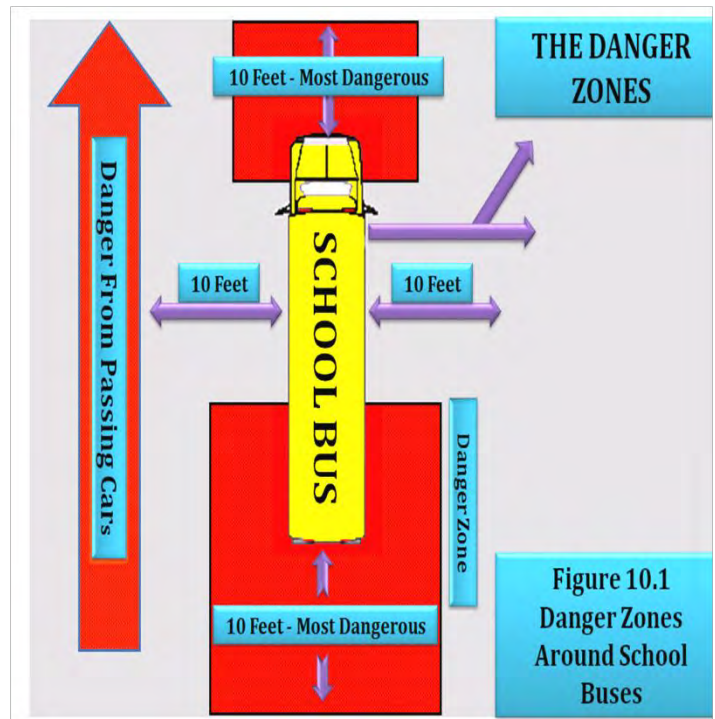 10 Feet - Most Dangerous
THE DANGER
ZONES
Danger From Passing Cars
SCHOOL BUS
10 Feet
10 Feet
Danger Zone
10 Feet - Most Dangerous
Figure 10.1
Danger Zones
Around School
Buses